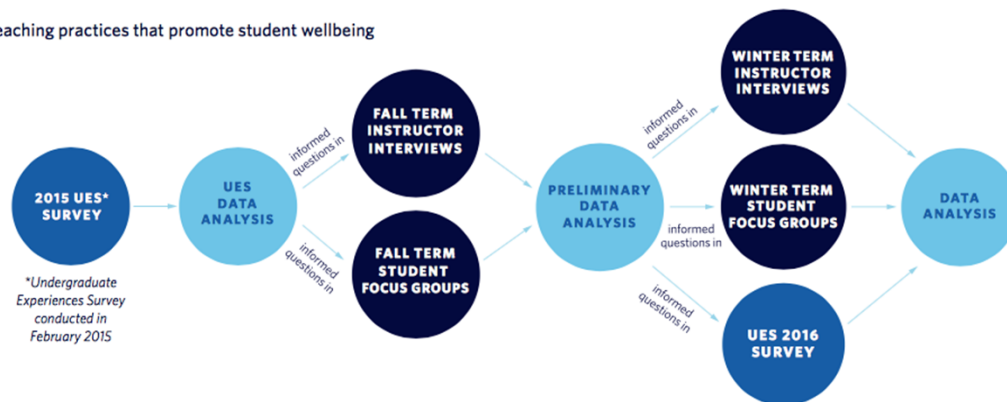 eaching practices that promote student wellbeing
2015 UES*
SURVEY
*Undergraduate
Experiences Survey
conducted in
February 2015
UES
DATA
ANALYSIS
informed
questions in
informed
questions in
FALL TERM
INSTRUCTOR
INTERVIEWS
FALL TERM
STUDENT
FOCUS GROUPS
PRELIMINARY
DATA
ANALYSIS
informed
questions in
informed
questions in
informed
questions in
WINTER TERM
INSTRUCTOR
INTERVIEWS
WINTER TERM
STUDENT
FOCUS GROUPS
UES 2016
SURVEY
DATA
ANALYSIS